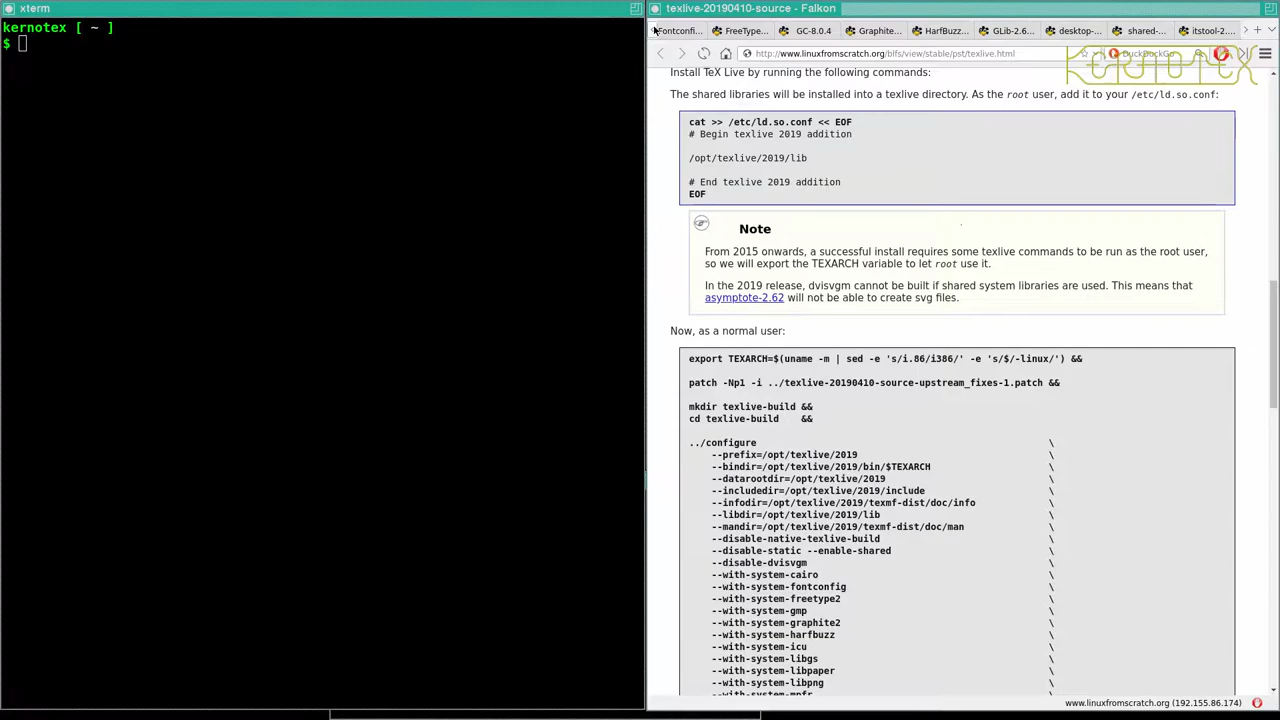 xterm
kernotex [ ~ ]
$
texlive-20190410-source - Falkon
Fontconfi... FreeType... GC-8.0.4 Graphite... HarfBuzz... GLib-2.6... desktop-... shared-... itstool-2....
http://www.linuxfromscratch.org/blfs/view/stable/pst/texlive.html
DuckDuckGo
KERNOTEX
Install TeX Live by running the following commands:
The shared libraries will be installed into a texlive directory. As the root user, add it to your /etc/ld.so.conf:
cat >> /etc/ld.so.conf << EOF
# Begin texlive 2019 addition
/opt/texlive/2019/lib
# End texlive 2019 addition
EOF
Note
From 2015 onwards, a successful install requires some texlive commands to be run as the root user,
so we will export the TEXARCH variable to let root use it.
In the 2019 release, dvisvgm cannot be built if shared system libraries are used. This means that
asymptote-2.62 will not be able to create svg files.
Now, as a normal user:
export TEXARCH=$(uname -m | sed -e 's/i.86/i386/' -e 's/$/-linux/') &&
patch -Np1 -i ../texlive-20190410-source-upstream_fixes-1.patch &&
mkdir texlive-build &&
cd texlive-build    &&
../configure \
--prefix=/opt/texlive/2019 \
--bindir=/opt/texlive/2019/bin/$TEXARCH \
--datarootdir=/opt/texlive/2019 \
--includedir=/opt/texlive/2019/include \
--infodir=/opt/texlive/2019/texmf-dist/doc/info \
--libdir=/opt/texlive/2019/lib \
--mandir=/opt/texlive/2019/texmf-dist/doc/man \
--disable-native-texlive-build \
--disable-static --enable-shared \
--disable-dvisvgm \
--with-system-cairo \
--with-system-fontconfig \
--with-system-freetype2 \
--with-system-gmp \
--with-system-graphite2 \
--with-system-harfbuzz \
--with-system-icu \
--with-system-libgs \
--with-system-libpaper \
--with-system-libpng \
--with-system-mpfr \
www.linuxfromscratch.org (192.155.86.174)